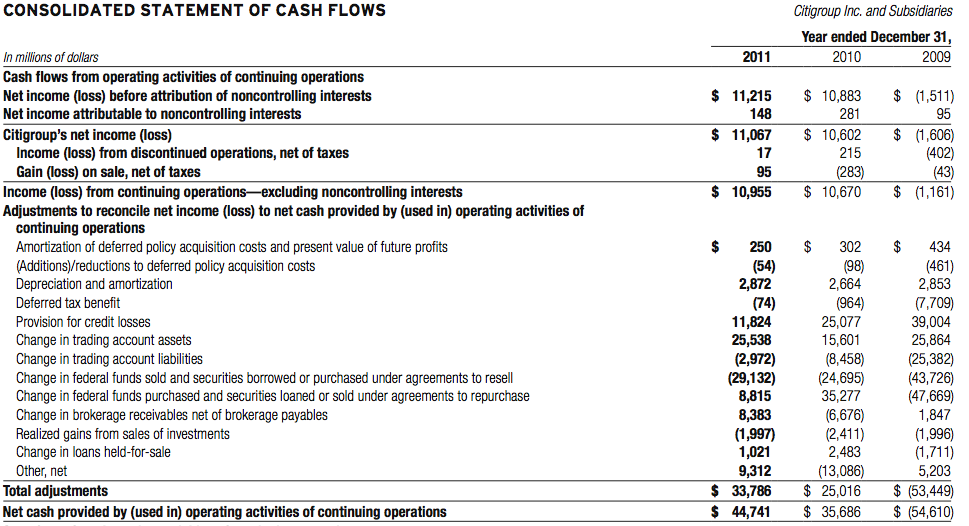 CONSOLIDATED STATEMENT OF CASH FLOWS Citigroup Inc. and Subsidiaries
Year ended December 31,
In millions of dollars 2011 2010 2009
Cash flows from operating activities of continuing operations
Net income (loss) before attribution of noncontrolling interests $ 11,215 $ 10,883 $ (1,511)
Net income attributable to noncontrolling interests 148 281 95
Citigroup's net income (loss) $ 11,067 $ 10,602 $ (1,606)
Income (loss) from discontinued operations, net of taxes 17 215 (402)
Gain (loss) on sale, net of taxes 95 (283) (43)
Income (loss) from continuing operations—excluding noncontrolling interests $ 10,955 $ 10,670 $ (1,161)
Adjustments to reconcile net income (loss) to net cash provided by (used in) operating activities of
continuing operations
Amortization of deferred policy acquisition costs and present value of future profits $ 250 $ 302 $ 434
(Additions)/reductions to deferred policy acquisition costs (54) (98) (461)
Depreciation and amortization 2,872 2,664 2,853
Deferred tax benefit (74) (964) (7,709)
Provision for credit losses 11,824 25,077 39,004
Change in trading account assets 25,538 15,601 25,864
Change in trading account liabilities (2,972) (8,458) (25,382)
Change in federal funds sold and securities borrowed or purchased under agreements to resell (29,132) (24,695) (43,726)
Change in federal funds purchased and securities loaned or sold under agreements to repurchase 8,815 35,277 (47,669)
Change in brokerage receivables net of brokerage payables 8,383 (6,676) 1,847
Realized gains from sales of investments (1,997) (2,411) (1,996)
Change in loans held-for-sale 1,021 2,483 (1,711)
Other, net 9,312 (13,086) 5,203
Total adjustments $ 33,786 $ 25,016 $ (53,449)
Net cash provided by (used in) operating activities of continuing operations $ 44,741 $ 35,686 $ (54,610)